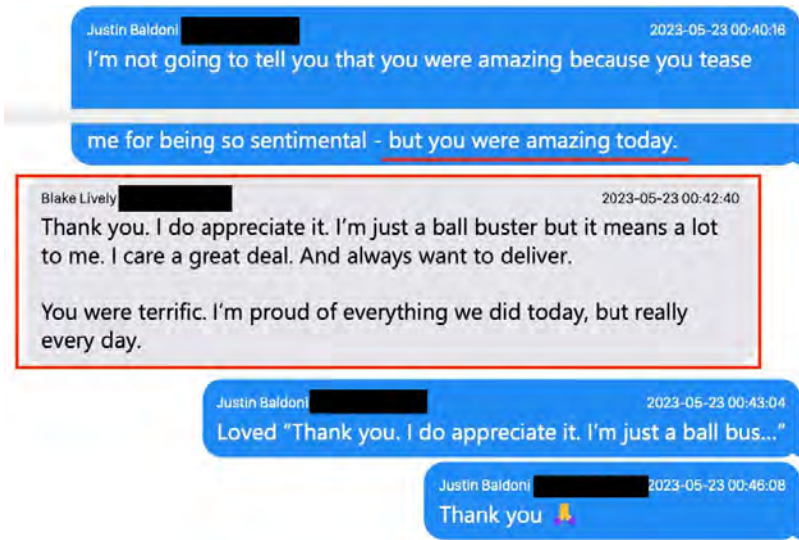 Justin Baldoni 2023-05-23 00:40:16
I'm not going to tell you that you were amazing because you tease
me for being so sentimental - but you were amazing today.
Blake Lively 2023-05-23 00:42:40
Thank you. I do appreciate it. I'm just a ball buster but it means a lot
to me. I care a great deal. And always want to deliver.
You were terrific. I'm proud of everything we did today, but really
every day.
Justin Baldoni 2023-05-23 00:43:04
Loved "Thank you. I do appreciate it. I'm just a ball bus..."
Justin Baldoni 2023-05-23 00:46:08
Thank you 🙏